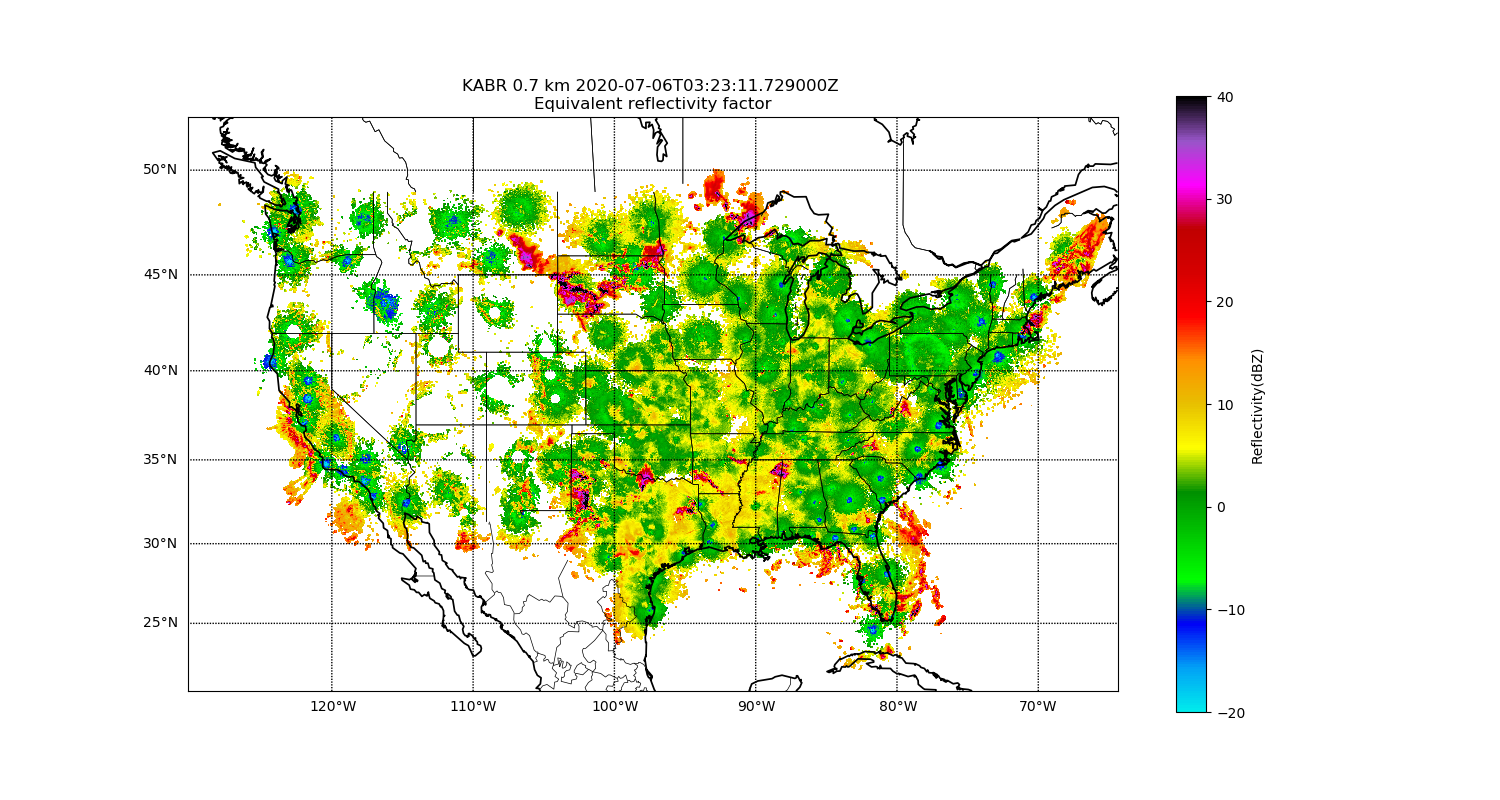 KABR 0.7 km 2020-07-06T03:23:11.729000Z
Equivalent reflectivity factor
50°N
45°N
40°N
35°N
30°N
25°N
120°W
110°W
100°W
90°W
80°W
70°W
40
30
20
10
0
−10
−20
Reflectivity(dBZ)